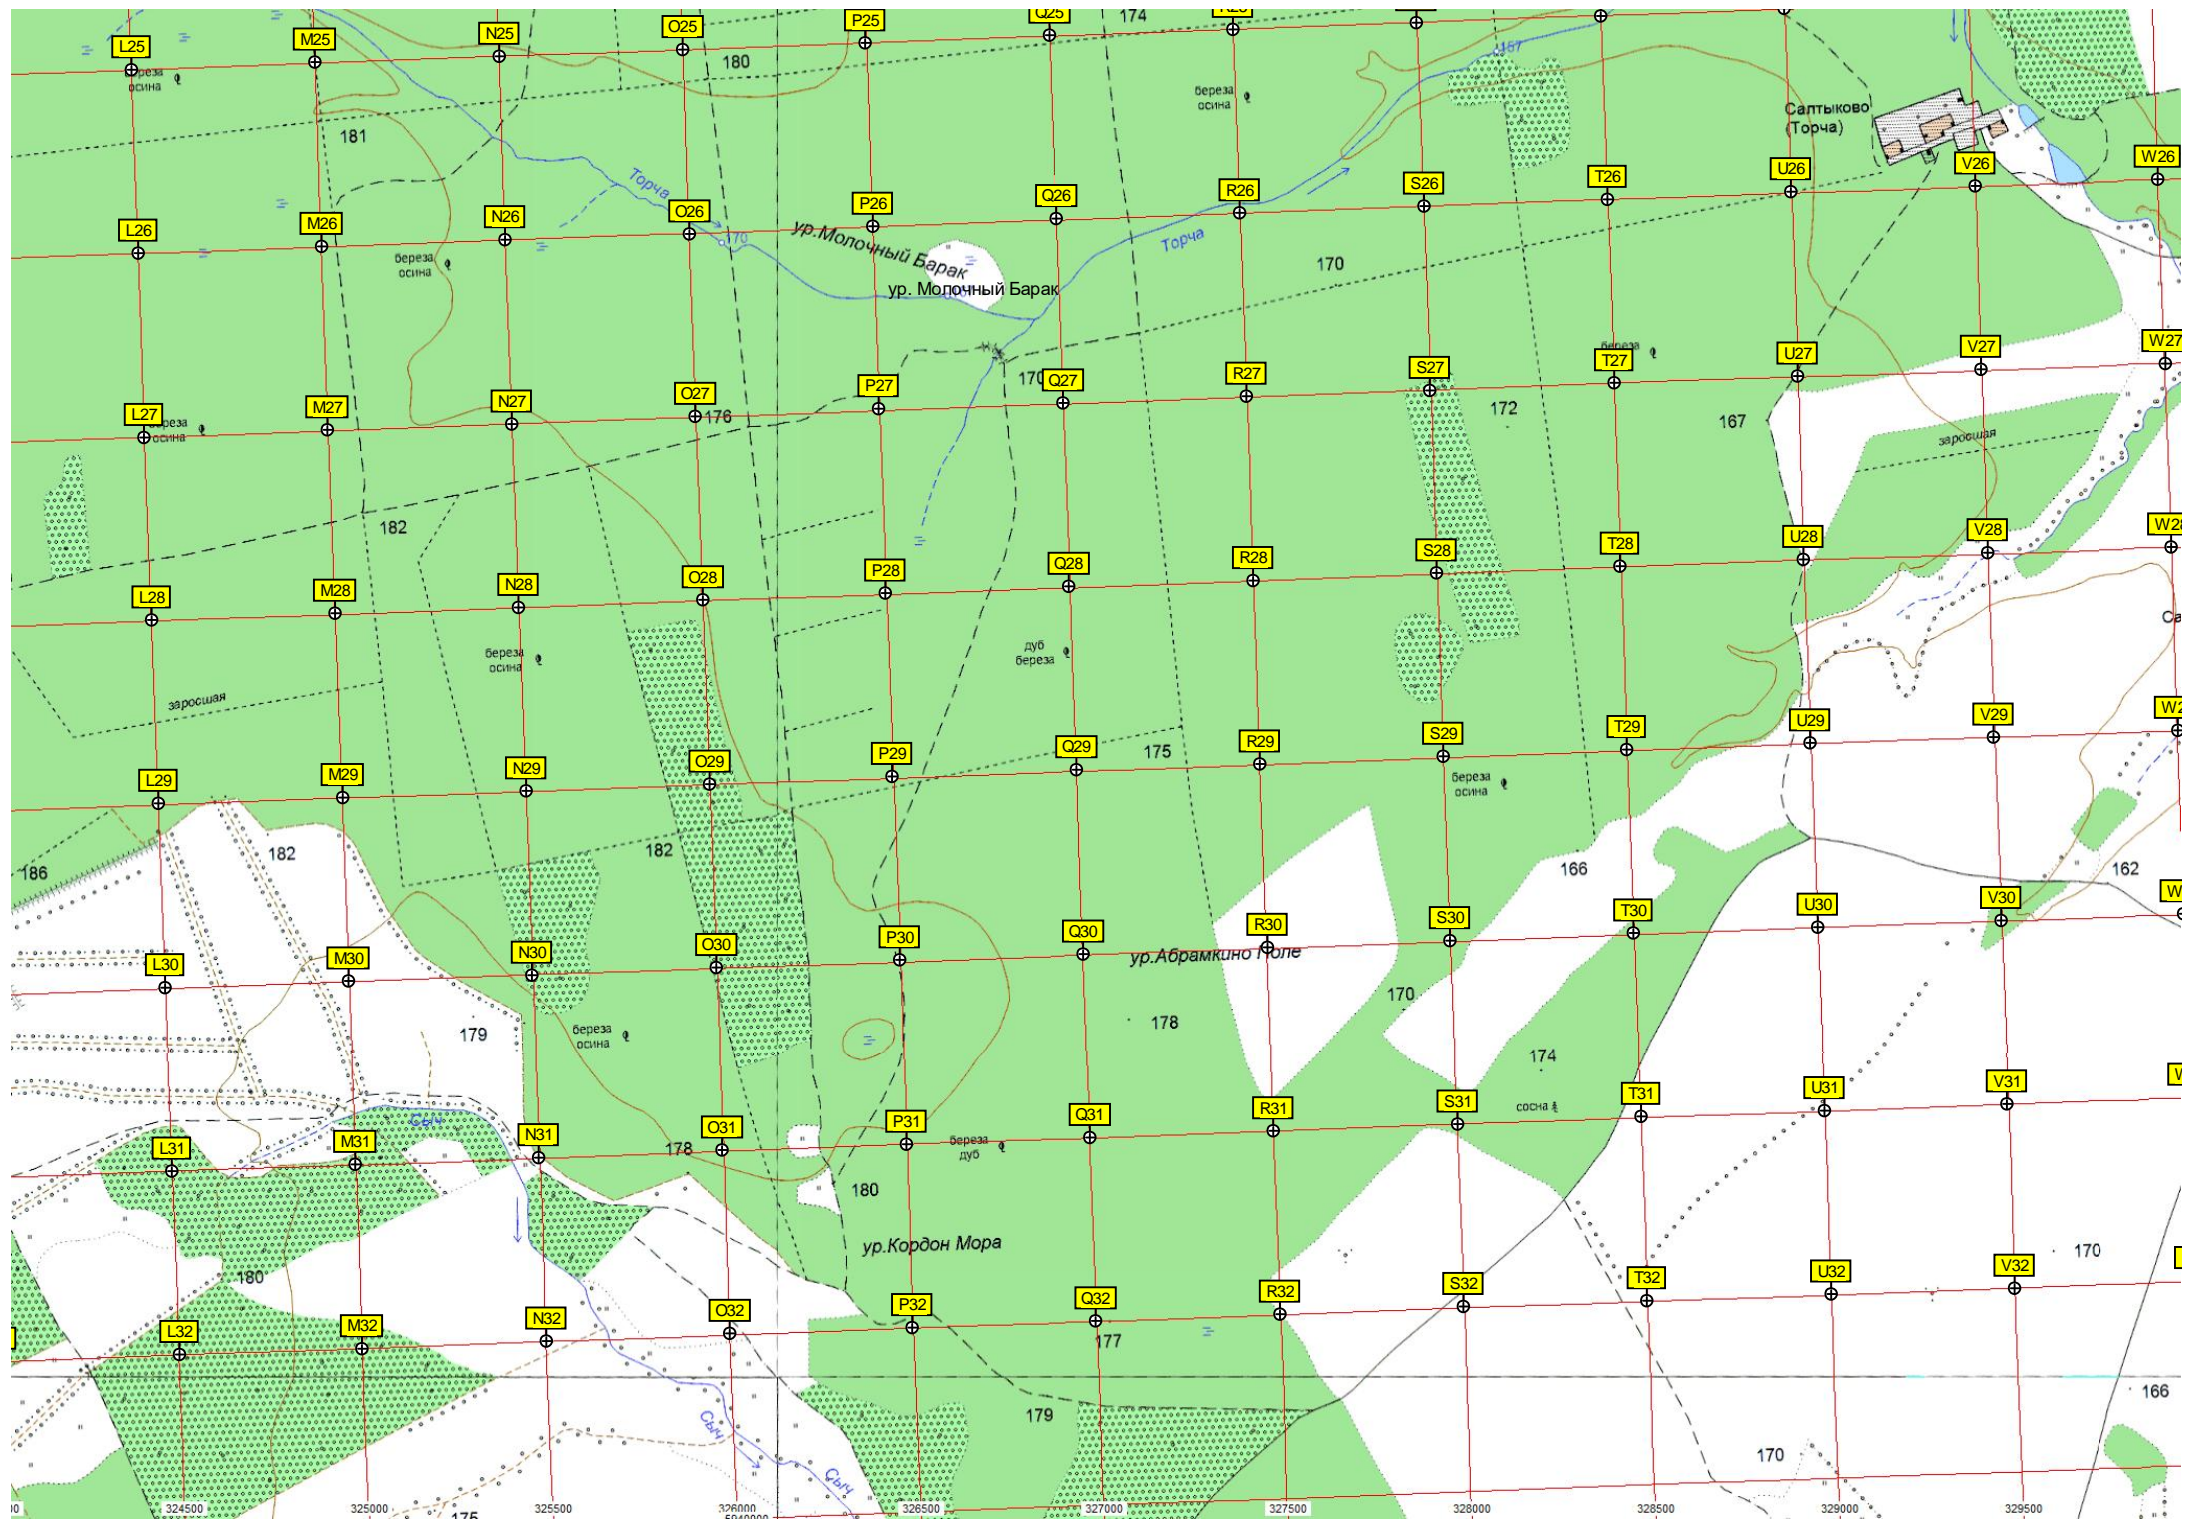 L25
M25
N25
O25
P25
Q25
174
180
157
береза
осина
береза
осина
181
Салтыково
(Торча)
L26
M26
N26
O26
P26
Q26
R26
S26
T26
U26
V26
W26
Торча
170
ур.Молочный Барак
ур. Молочный Барак
Торча
170
береза
осина
береза
L27
M27
N27
O27
P27
Q27
R27
S27
T27
U27
V27
W27
176
170
172
167
береза
осина
заросшая
182
L28
M28
N28
O28
P28
Q28
R28
S28
T28
U28
V28
W28
береза
осина
дуб
береза
заросшая
L29
M29
N29
O29
P29
Q29
R29
S29
T29
U29
V29
175
береза
осина
186
182
182
166
162
L30
M30
N30
O30
P30
Q30
R30
S30
T30
U30
V30
ур.Абрамкино Поле
179
береза
осина
178
170
174
сосна
Сыч
L31
M31
N31
O31
P31
Q31
R31
S31
T31
U31
V31
178
береза
дуб
180
ур.Кордон Мора
180
170
L32
M32
N32
O32
P32
Q32
R32
S32
T32
U32
V32
177
166
179
170
Сыч
Сыч
175
324500
325000
325500
326000
326500
327000
327500
328000
328500
329000
329500